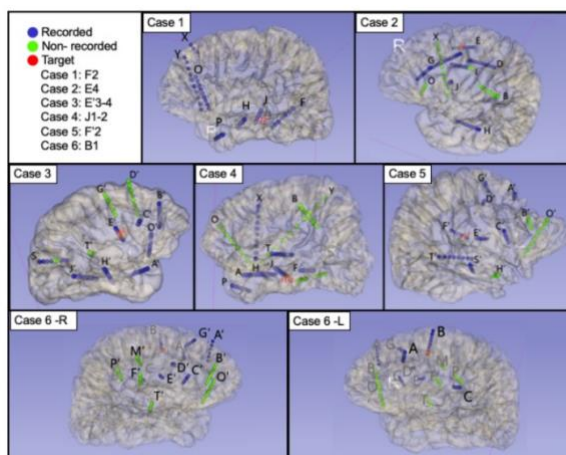 Recorded
Non- recorded
Target
Case 1: F2
Case 2: E4
Case 3: E'3-4
Case 4: J1-2
Case 5: F'2
Case 6: B1
Case 1
X
Y
O
P
H
J
F
Case 2
R
X
E
G
D
O
J
B
H
Case 3
D'
G'
B'
E'
C'
O'
T'
S'
H'
A'
Case 4
Y
X
B
O
T
A
H
J
F
P
Case 5
G'
A'
D'
B'
O'
F'
E'
C'
T'
S'
H'
Case 6 -R
B
G'
A'
M'
P'
F'
D'
C'
B'
E'
O'
T'
Case 6 -L
B
G
A
M
C